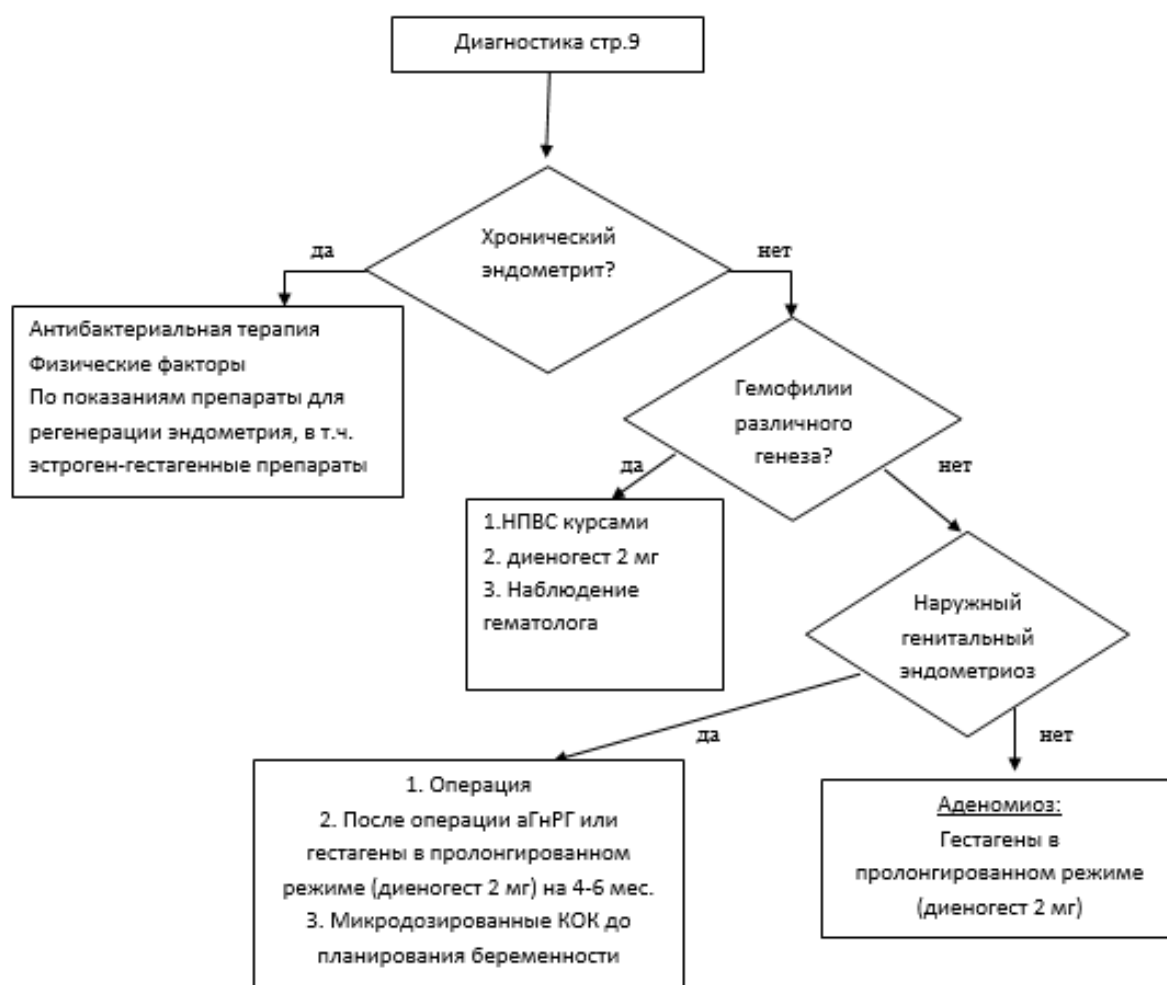 Диагностика стр.9
Хронический
эндометрит?
да
нет
Антибактериальная терапия
Физические факторы
По показаниям препараты для
регенерации эндометрия, в т.ч.
эстроген-гестагенные препараты
Гемофилии
различного
генеза?
да
нет
1.НПВС курсами
2. диеногест 2 мг
3. Наблюдение
гематолога
Наружный
генитальный
эндометриоз
да
нет
1. Операция
2. После операции аГнРГ или
гестагены в пролонгированном
режиме (диеногест 2 мг) на 4-6 мес.
3. Микродозированные КОК до
планирования беременности
Аденомиоз:
Гестагены в
пролонгированном режиме
(диеногест 2 мг)